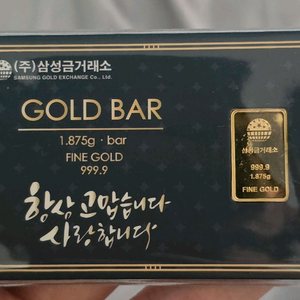 (주)삼성금거래소
SAMSUNG GOLD EXCHANGE Co., Ltd.
GOLD BAR
1.875g · bar
FINE GOLD
999.9
항상 고맙습니다
사랑합니다
삼성금거래소
999.9
1.875g
FINE GOLD